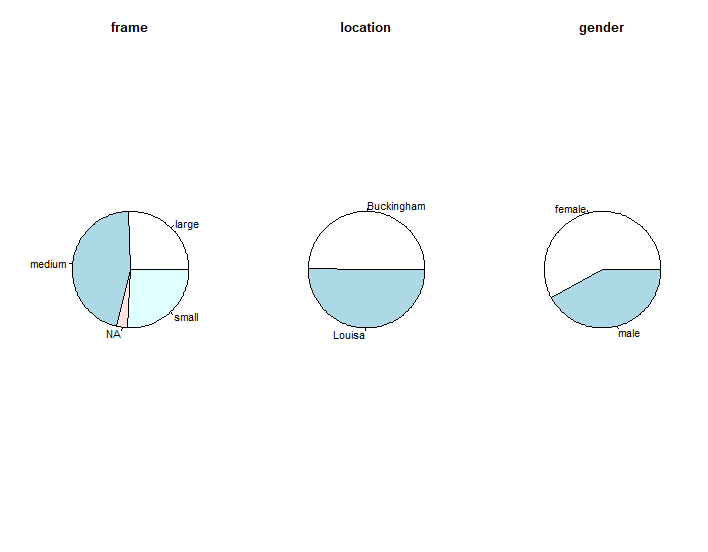 frame
large
medium
small
NA
location
Buckingham
Louisa
gender
female
male